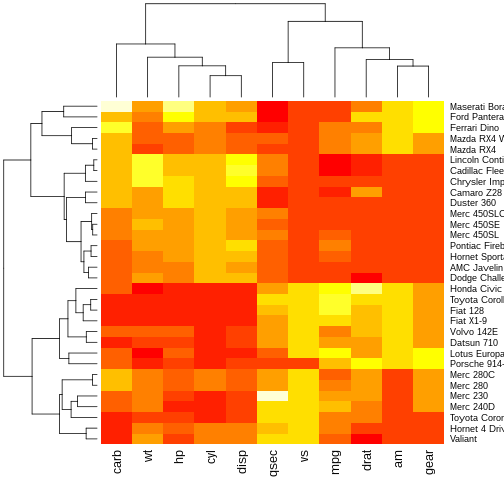 Maserati Bora
Ford Pantera
Ferrari Dino
Mazda RX4 W
Mazda RX4
Lincoln Conti
Cadillac Flee
Chrysler Imp
Camaro Z28
Duster 360
Merc 450SLC
Merc 450SE
Merc 450SL
Pontiac Fireb
Hornet Sport
AMC Javelin
Dodge Challe
Honda Civic
Toyota Coroll
Fiat 128
Fiat X1-9
Volvo 142E
Datsun 710
Lotus Europa
Porsche 914-
Merc 280C
Merc 280
Merc 230
Merc 240D
Toyota Coron
Hornet 4 Driv
Valiant
carb wt hp cyl disp qsec vs mpg drat am gear